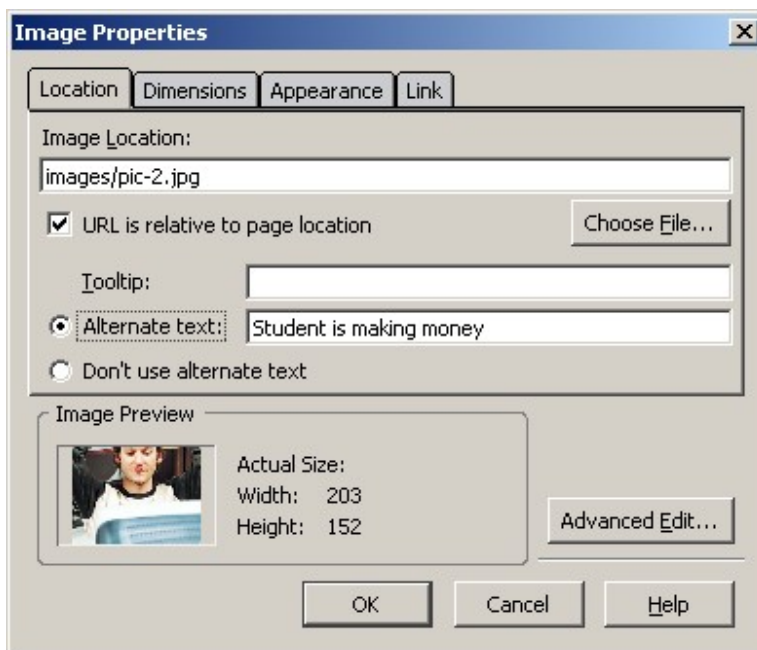 Image Properties
Location Dimensions Appearance Link
Image Location:
images/pic-2.jpg
URL is relative to page location Choose File...
Tooltip:
Alternate text: Student is making money
Don't use alternate text
Image Preview
Actual Size:
Width: 203
Height: 152
Advanced Edit...
OK Cancel Help